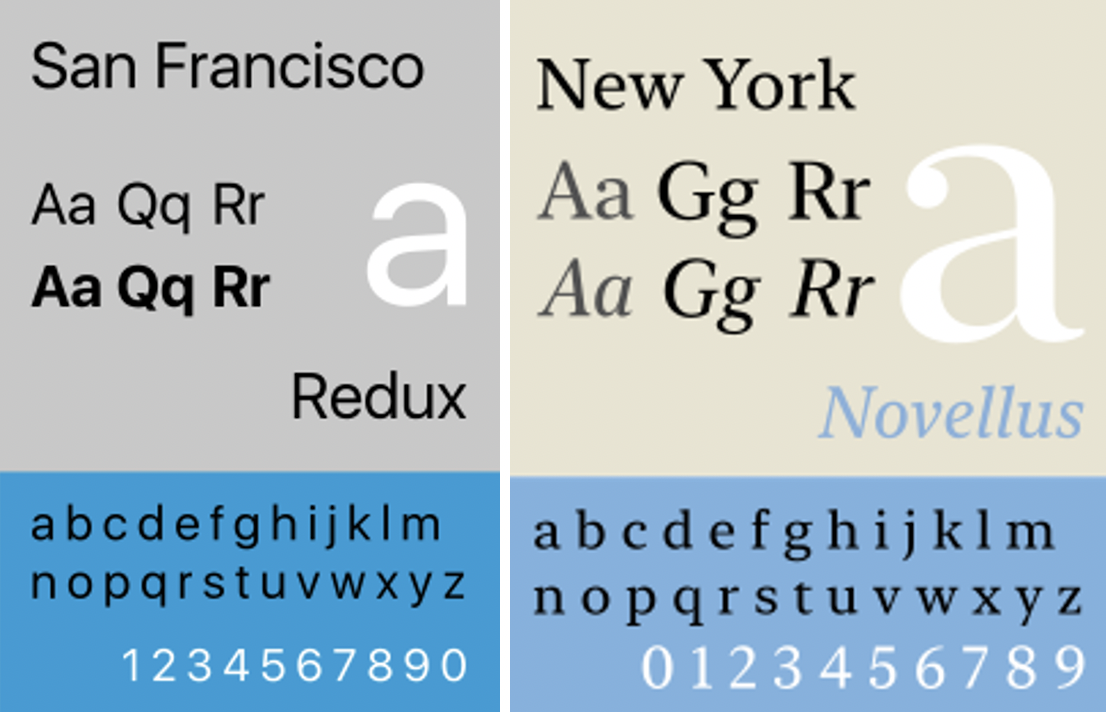 San Francisco
Aa Qq Rr
Aa Qq Rr
a
Redux
a b c d e f g h i j k l m
n o p q r s t u v w x y z
1 2 3 4 5 6 7 8 9 0
New York
Aa Gg Rr
Aa Gg Rr
a
Novellus
a b c d e f g h i j k l m
n o p q r s t u v w x y z
0 1 2 3 4 5 6 7 8 9